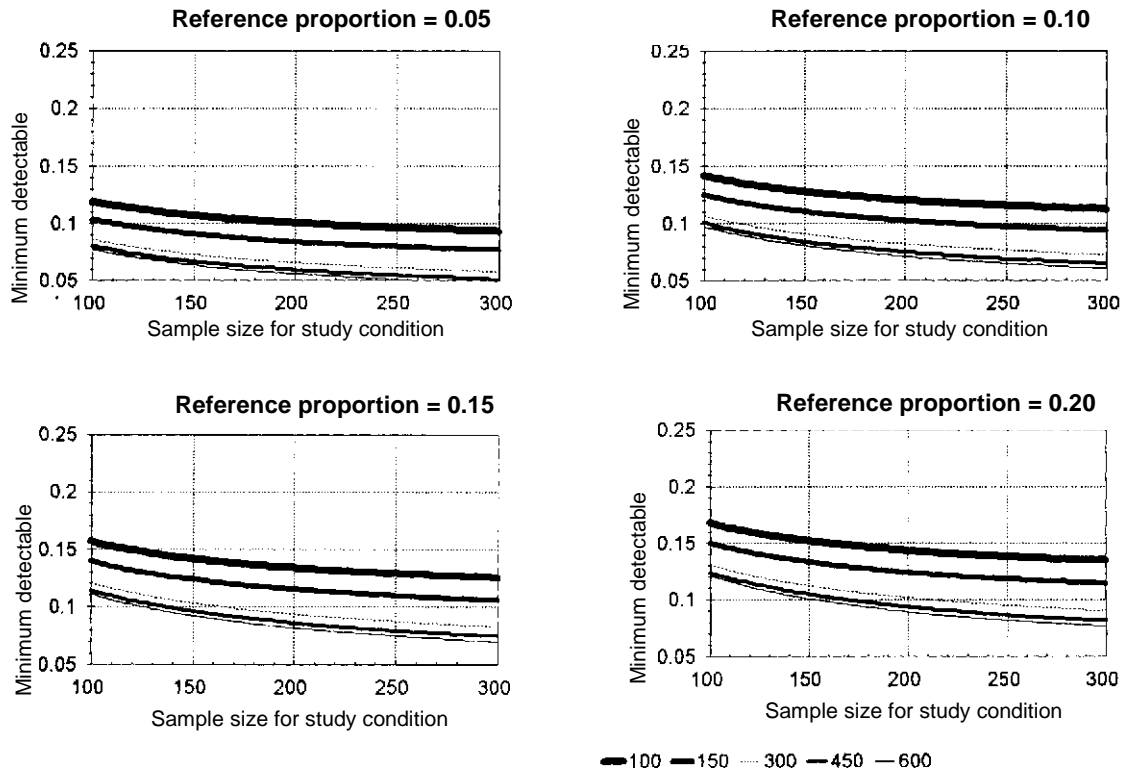 Reference proportion = 0.05
Minimum detectable
0.25
0.2
0.15
0.1
0.05
100 150 200 250 300
Sample size for study condition
Reference proportion = 0.10
Minimum detectable
0.25
0.2
0.15
0.1
0.05
100 150 200 250 300
Sample size for study condition
Reference proportion = 0.15
Minimum detectable
0.25
0.2
0.15
0.1
0.05
100 150 200 250 300
Sample size for study condition
Reference proportion = 0.20
Minimum detectable
0.25
0.2
0.15
0.1
0.05
100 150 200 250 300
Sample size for study condition
100 150 300 450 600